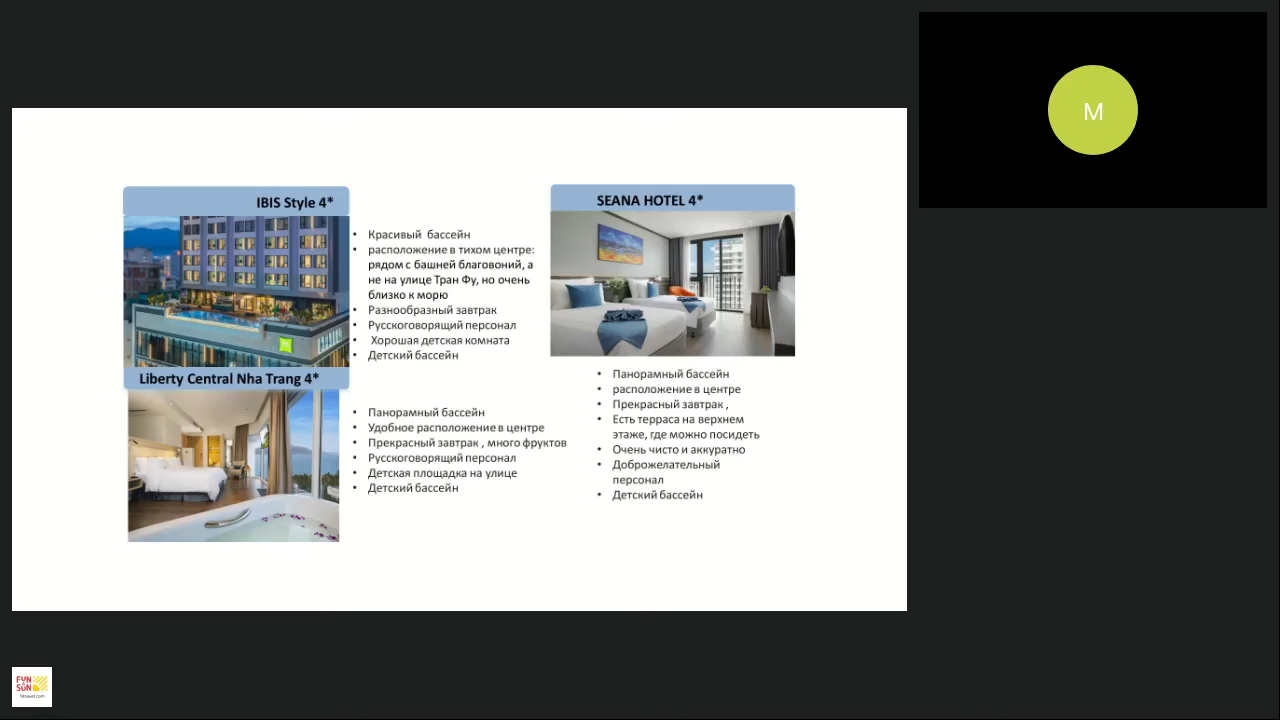 IBIS Style 4*
Красивый бассейн
расположение в тихом центре:
рядом с башней благовоний, а
не на улице Тран Фу, но очень
близко к морю
Разнообразный завтрак
Русскоговорящий персонал
Хорошая детская комната
Детский бассейн
Liberty Central Nha Trang 4*
Панорамный бассейн
Удобное расположение в центре
Прекрасный завтрак , много фруктов
Русскоговорящий персонал
Детская площадка на улице
Детский бассейн
SEANA HOTEL 4*
Панорамный бассейн
расположение в центре
Прекрасный завтрак ,
Есть терраса на верхнем
этаже, где можно посидеть
Очень чисто и аккуратно
Доброжелательный
персонал
Детский бассейн
M
FUN
SUN